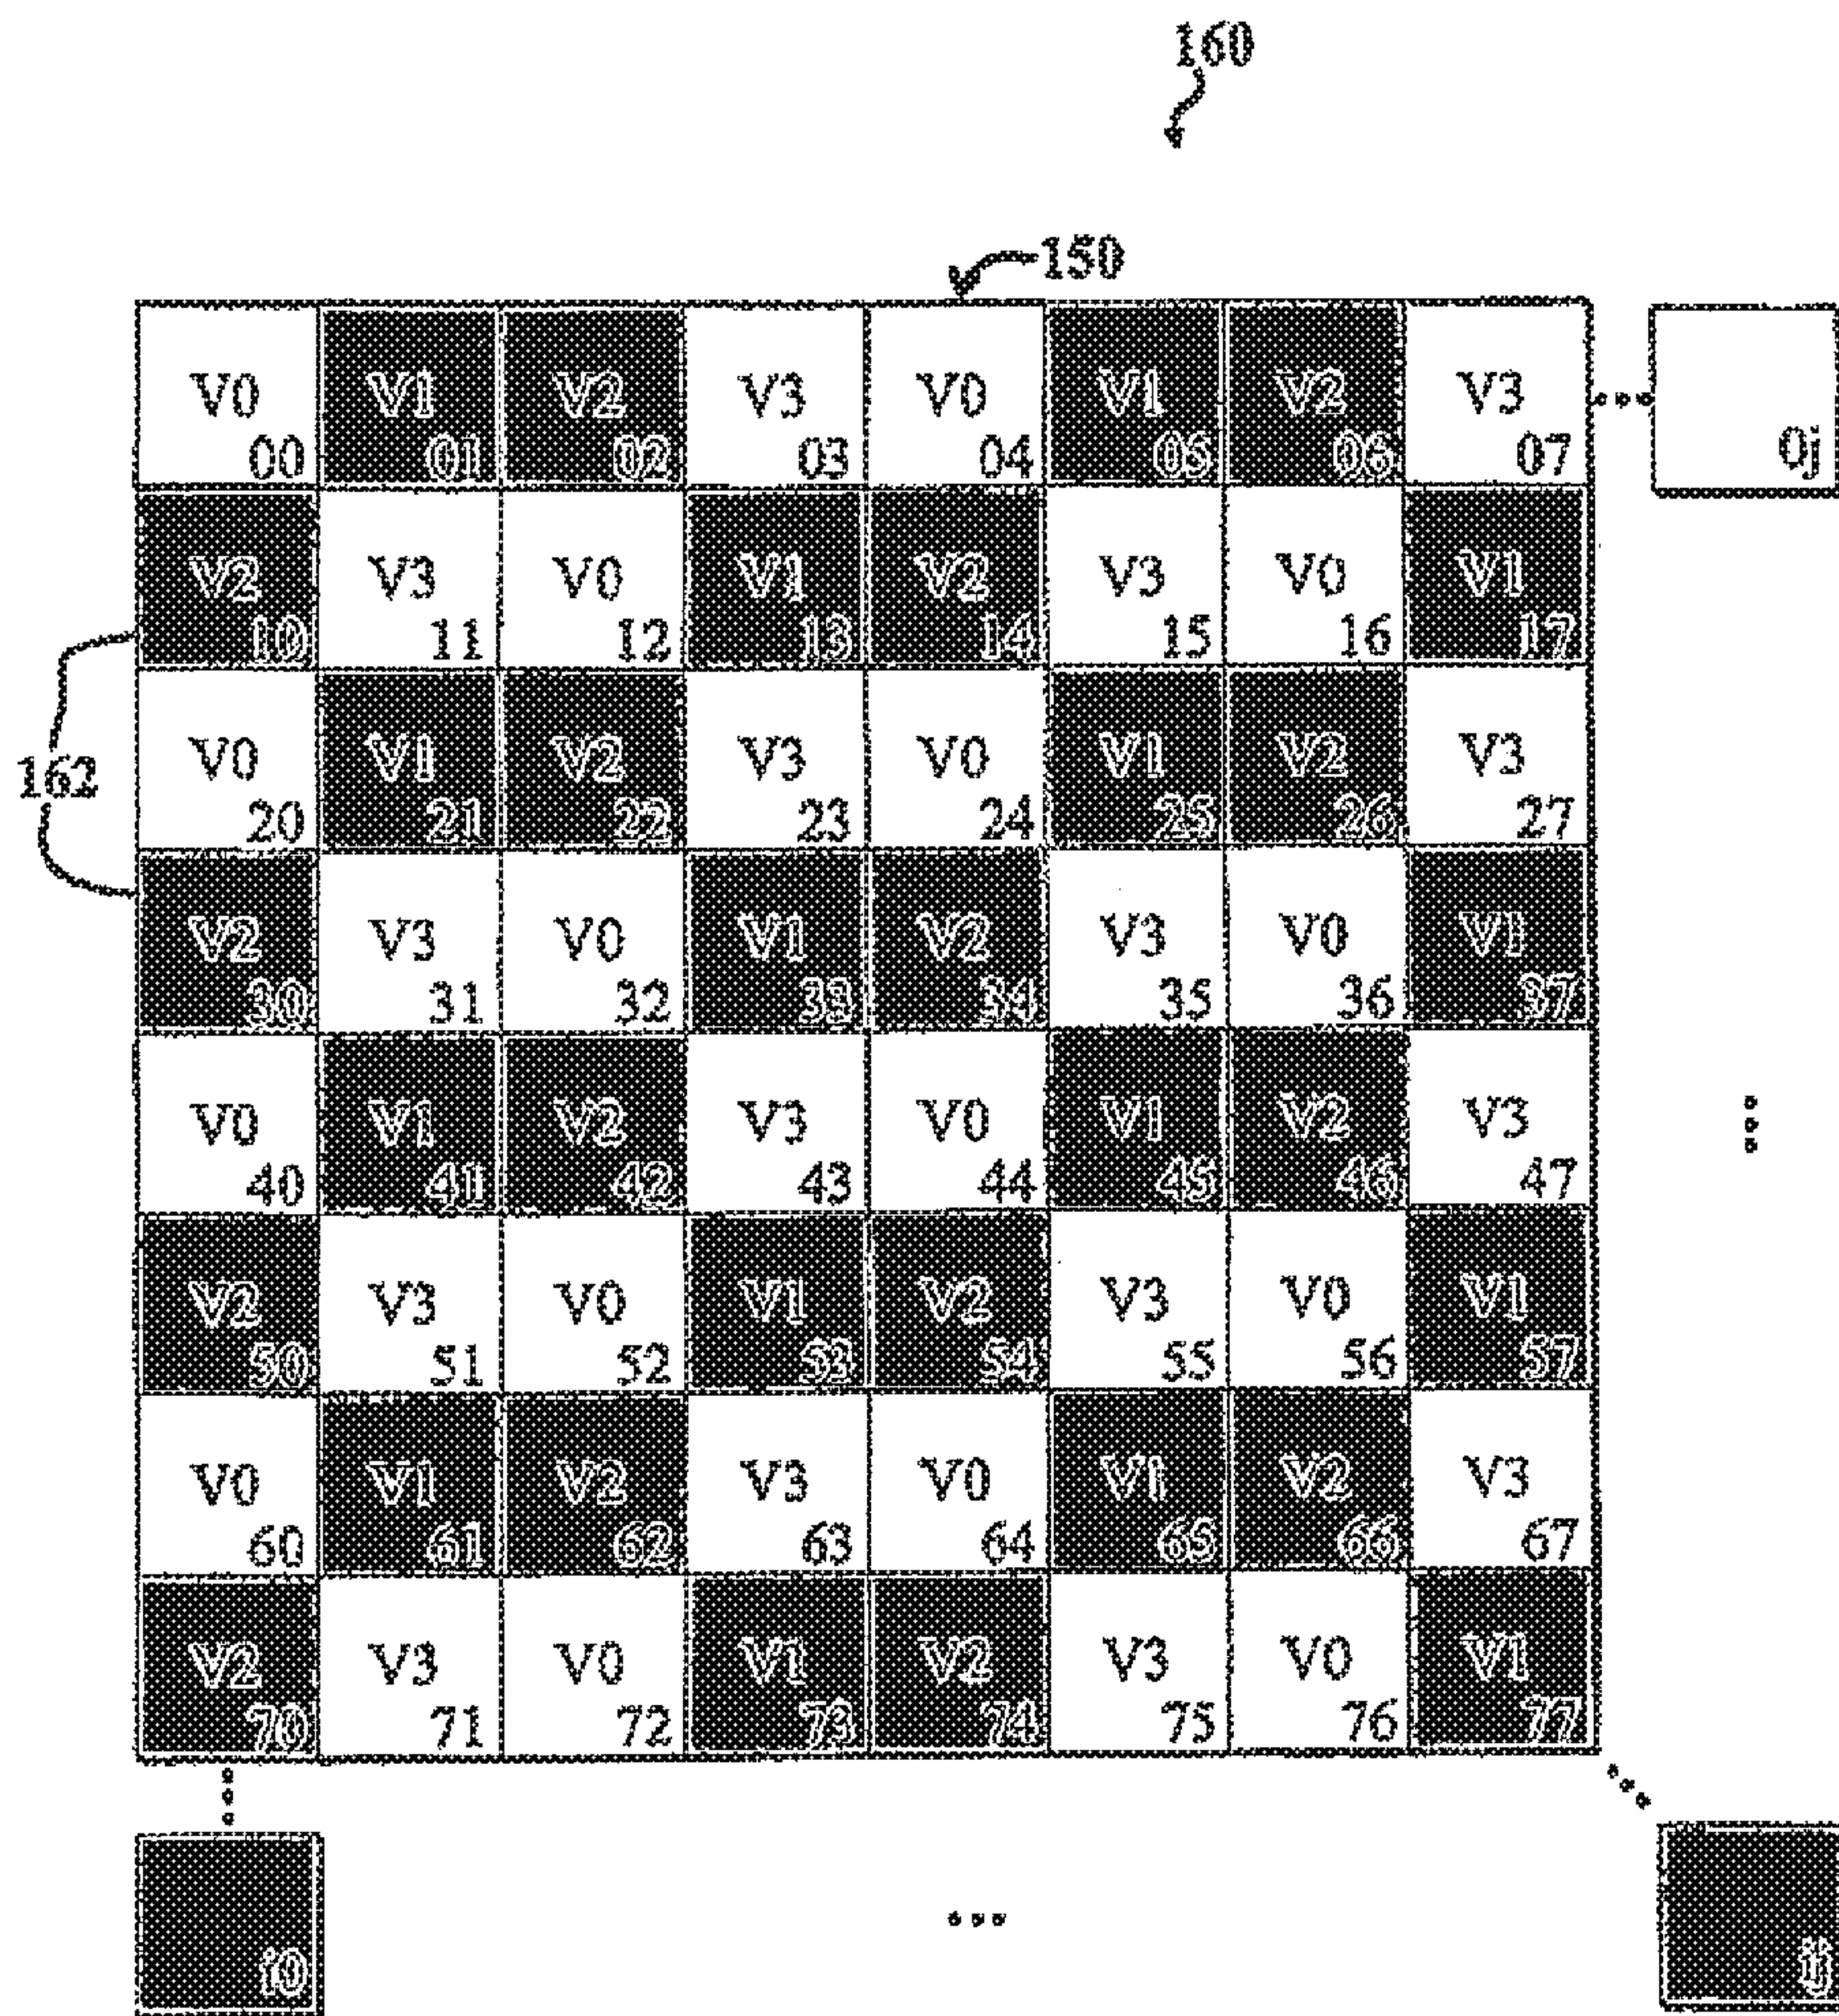 160
150
V0 V1 V2 V3 V0 V1 V2 V3
00 01 02 03 04 05 06 07 0j
V2 V3 V0 V1 V2 V3 V0 V1
10 11 12 13 14 15 16 17
V0 V1 V2 V3 V0 V1 V2 V3
162
20 21 22 23 24 25 26 27
V2 V3 V0 V1 V2 V3 V0 V1
30 31 32 33 34 35 36 37
V0 V1 V2 V3 V0 V1 V2 V3
40 41 42 43 44 45 46 47
V2 V3 V0 V1 V2 V3 V0 V1
50 51 52 53 54 55 56 57
V0 V1 V2 V3 V0 V1 V2 V3
60 61 62 63 64 65 66 67
V2 V3 V0 V1 V2 V3 V0 V1
70 71 72 73 74 75 76 77
i0 ij